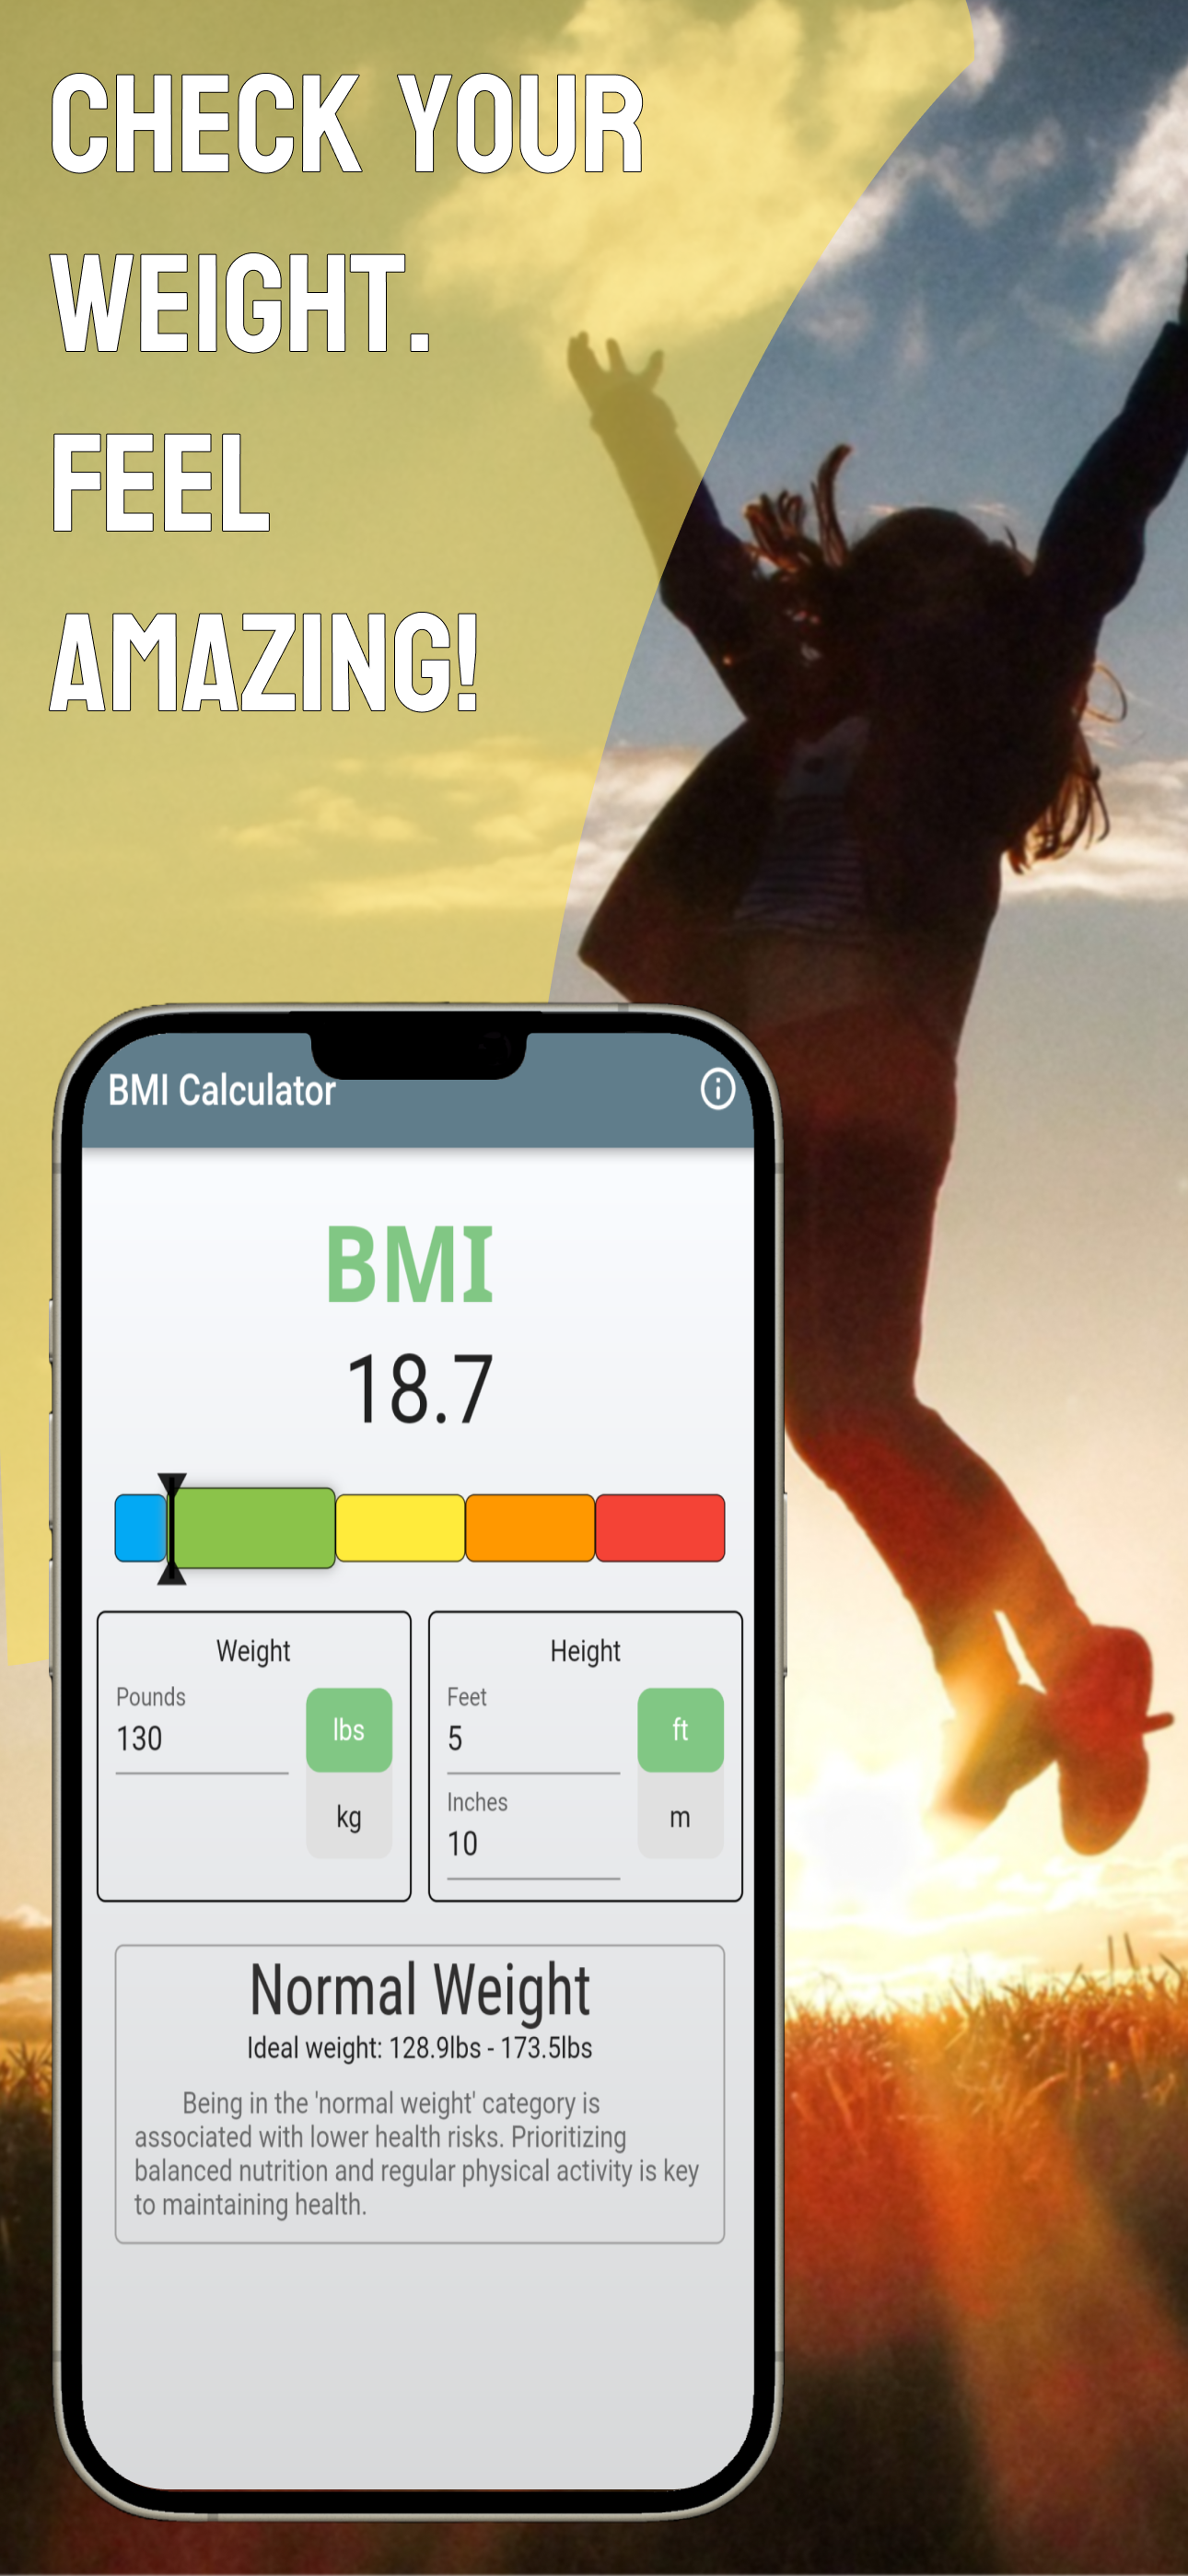 CHECK YOUR
WEIGHT.
FEEL
AMAZING!
BMI Calculator
BMI
18.7
Weight
Pounds
130
lbs
kg
Height
Feet
5
ft
Inches
10
m
Normal Weight
Ideal weight: 128.9lbs - 173.5lbs
Being in the 'normal weight' category is
associated with lower health risks. Prioritizing
balanced nutrition and regular physical activity is key
to maintaining health.